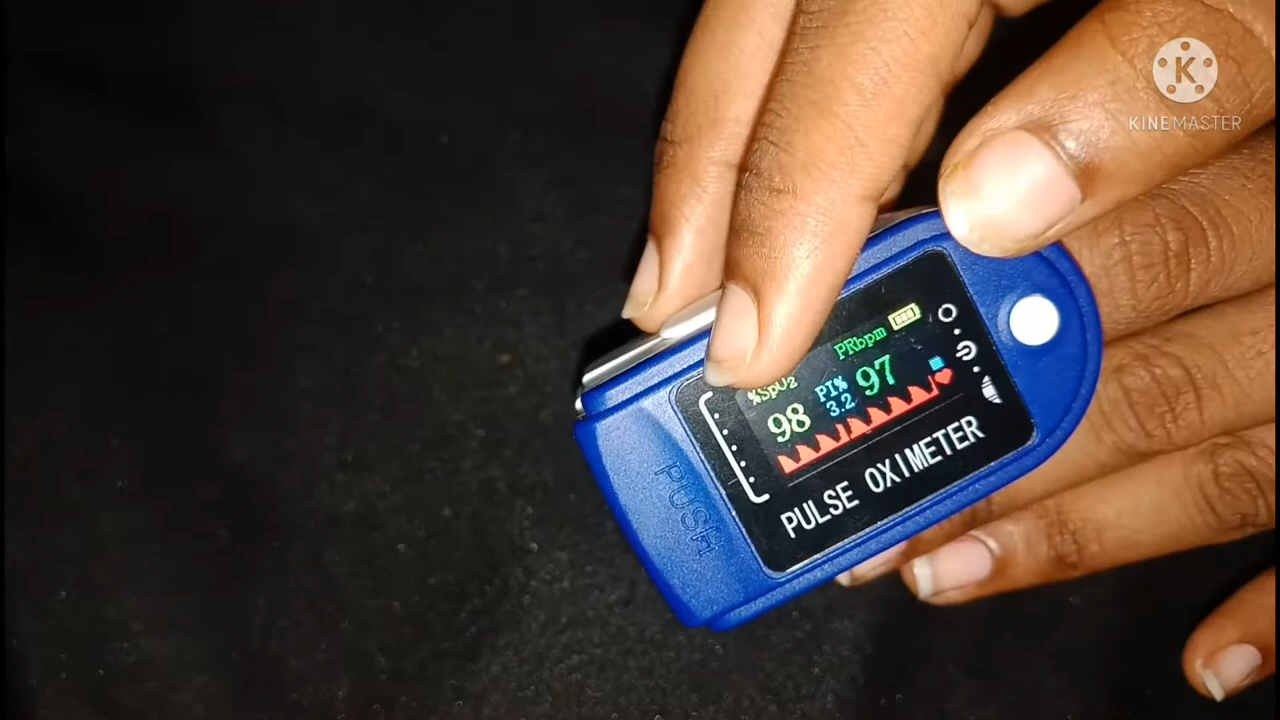 K
KINEMASTER
PRbpm
%SpO₂
PI%
97
98
3.2
PULSE OXIMETER
PUSH